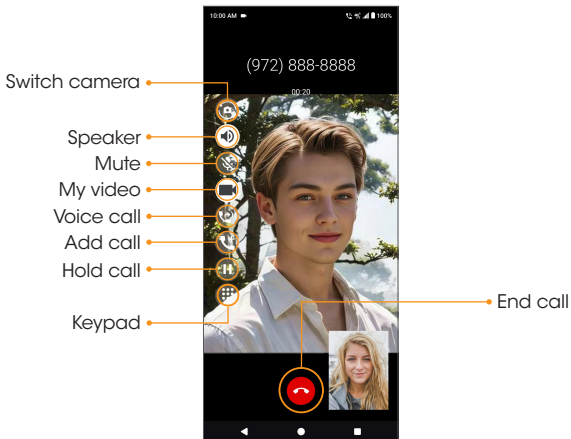 10:00 AM
100%
(972) 888-8888
00:20
Switch camera
Speaker
Mute
My video
Voice call
Add call
Hold call
Keypad
End call